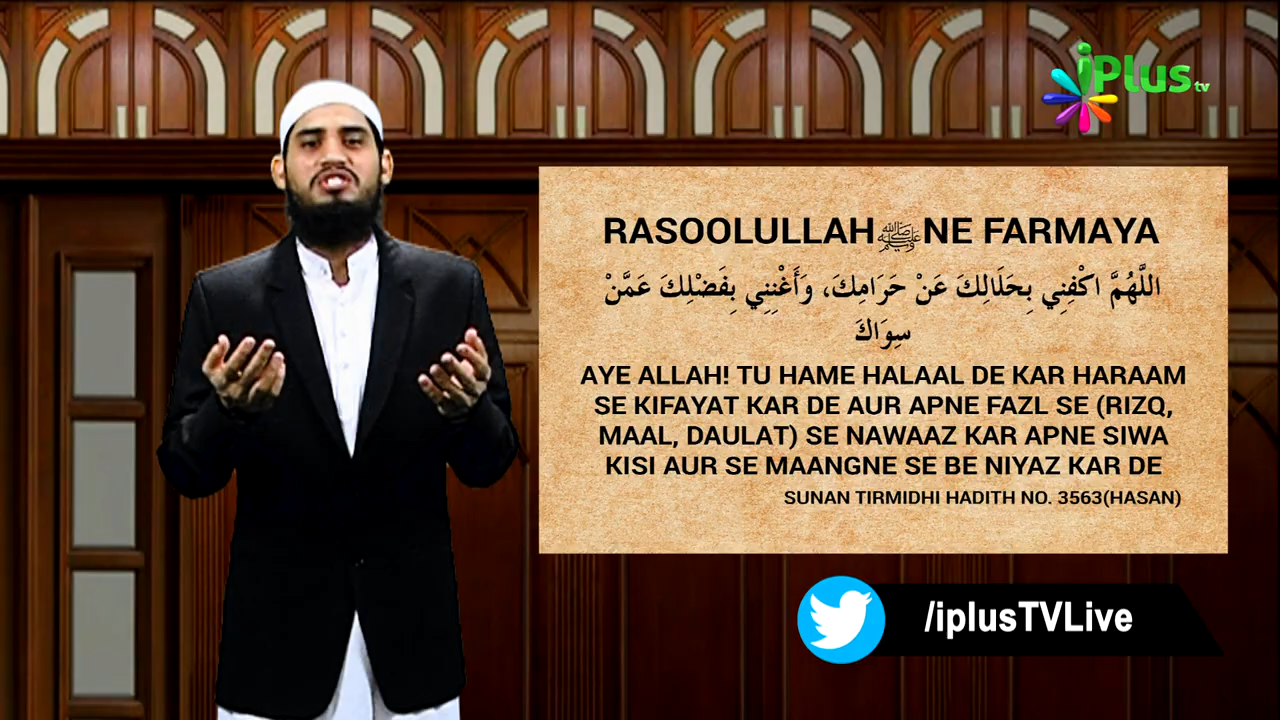 iPlus tv
RASOOLULLAH ﷺ NE FARMAYA
اللَّهُمَّ اكْفِنِي بِحَلَالِكَ عَنْ حَرَامِكَ، وَأَغْنِنِي بِفَضْلِكَ عَمَّنْ
سِوَاكَ
AYE ALLAH! TU HAME HALAAL DE KAR HARAAM
SE KIFAYAT KAR DE AUR APNE FAZL SE (RIZQ,
MAAL, DAULAT) SE NAWAAZ KAR APNE SIWA
KISI AUR SE MAANGNE SE BE NIYAZ KAR DE
SUNAN TIRMIDHI HADITH NO. 3563(HASAN)
/iplusTVLive